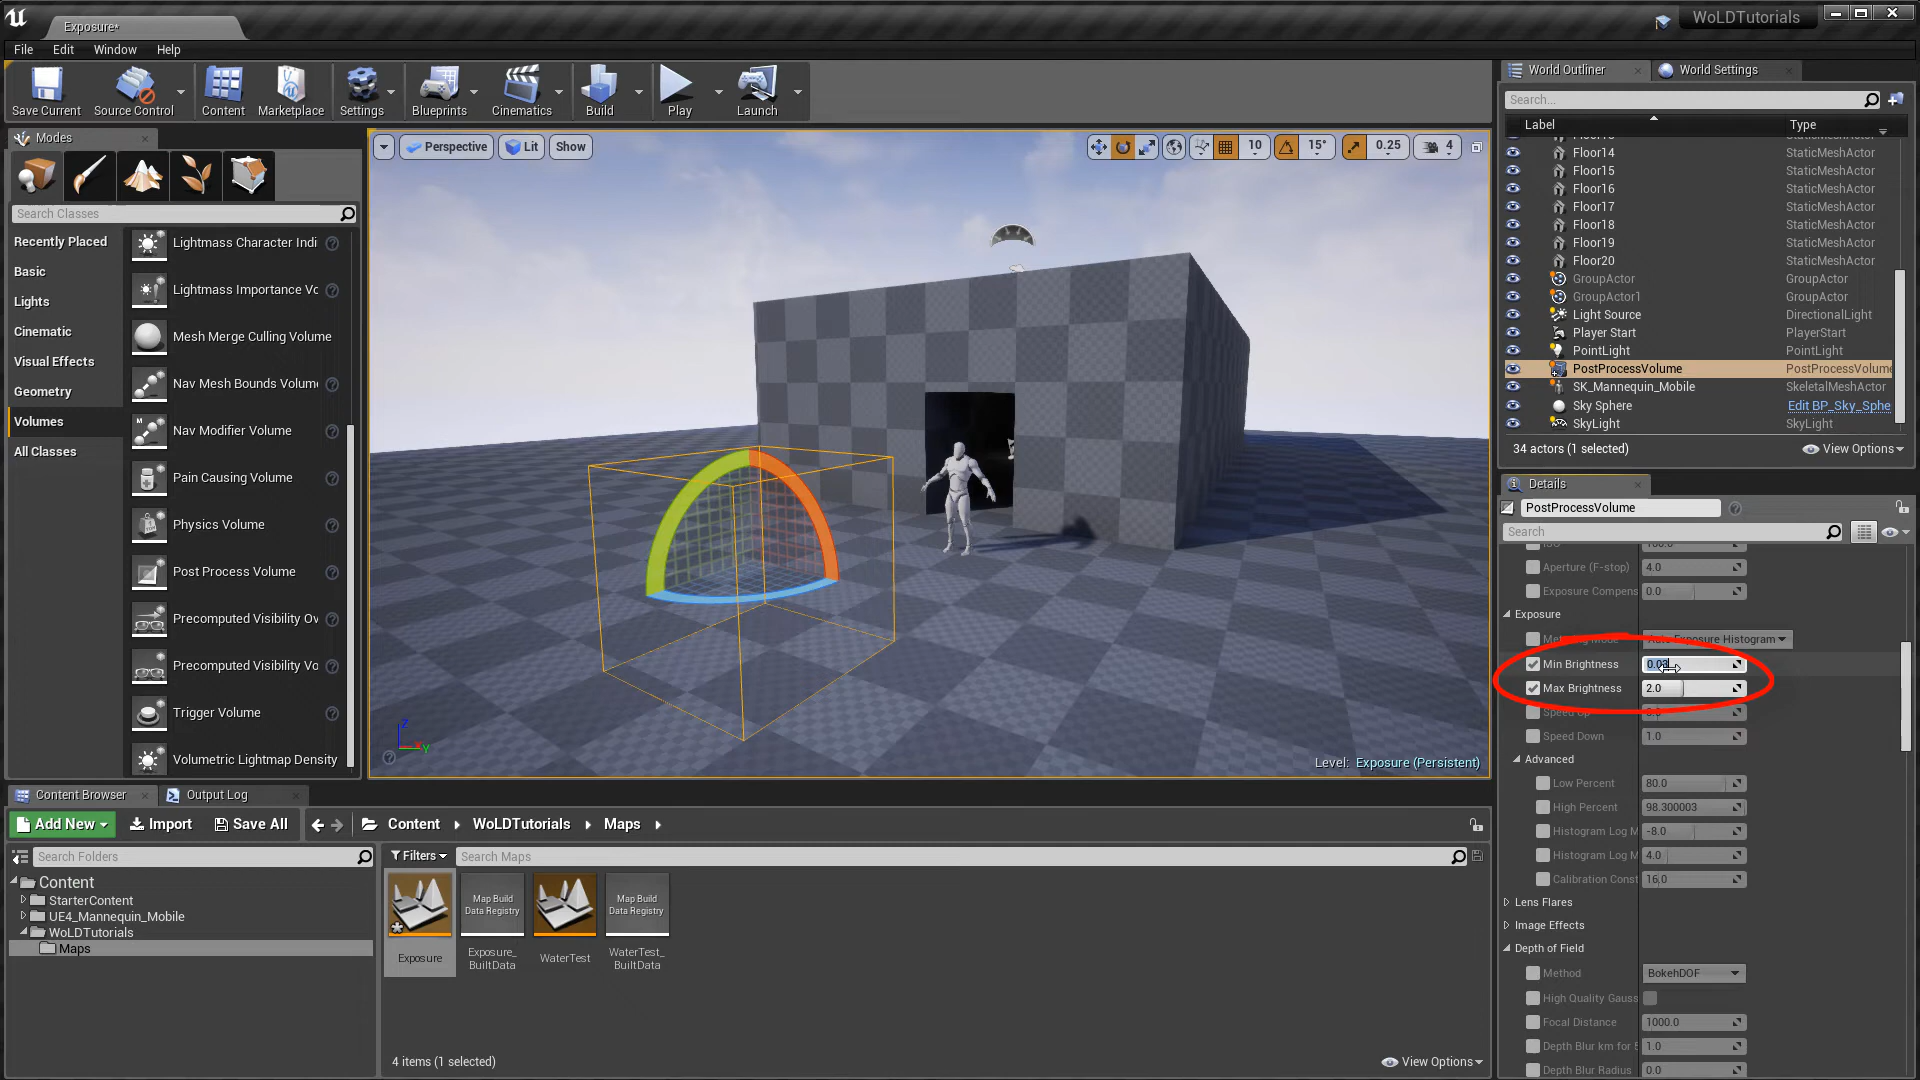 Exposure*
WoLDTutorials
File Edit Window Help
Save Current
Source Control
Content
Marketplace
Settings
Blueprints
Cinematics
Build
Play
Launch
Modes
Search Classes
Recently Placed
Basic
Lights
Cinematic
Visual Effects
Geometry
Volumes
All Classes
Lightmass Character Indi
Lightmass Importance Vo
Mesh Merge Culling Volume
Nav Mesh Bounds Volume
Nav Modifier Volume
Pain Causing Volume
Physics Volume
Post Process Volume
Precomputed Visibility Ov
Precomputed Visibility Vo
Trigger Volume
Volumetric Lightmap Density
Perspective
Lit
Show
10
15°
0.25
4
Z
Y
Level: Exposure (Persistent)
World Outliner
World Settings
Search...
Label Type
Floor14 StaticMeshActor
Floor15 StaticMeshActor
Floor16 StaticMeshActor
Floor17 StaticMeshActor
Floor18 StaticMeshActor
Floor19 StaticMeshActor
Floor20 StaticMeshActor
GroupActor GroupActor
GroupActor1 GroupActor
Light Source DirectionalLight
Player Start PlayerStart
PointLight PointLight
PostProcessVolume PostProcessVolume
SK_Mannequin_Mobile SkeletalMeshActor
Sky Sphere Edit BP_Sky_Sphe
SkyLight SkyLight
34 actors (1 selected)
View Options
Details
PostProcessVolume
Search
Aperture (F-stop) 4.0
Exposure Compens 0.0
Exposure
Exposure Histogram
Min Brightness 0.03
Max Brightness 2.0
Speed Down 1.0
Advanced
Low Percent 80.0
High Percent 98.300003
Histogram Log M -8.0
Histogram Log M 4.0
Calibration Const 16.0
Lens Flares
Image Effects
Depth of Field
Method BokehDOF
High Quality Gauss
Focal Distance 1000.0
Depth Blur km for 5 1.0
Depth Blur Radius 0.0
Content Browser
Output Log
Add New
Import
Save All
Content
WoLDTutorials
Maps
Search Folders
Filters
Search Maps
Content
StarterContent
UE4_Mannequin_Mobile
WoLDTutorials
Maps
Map Build
Data Registry
Map Build
Data Registry
Exposure
Exposure_
BuiltData
WaterTest
WaterTest_
BuiltData
4 items (1 selected)
View Options